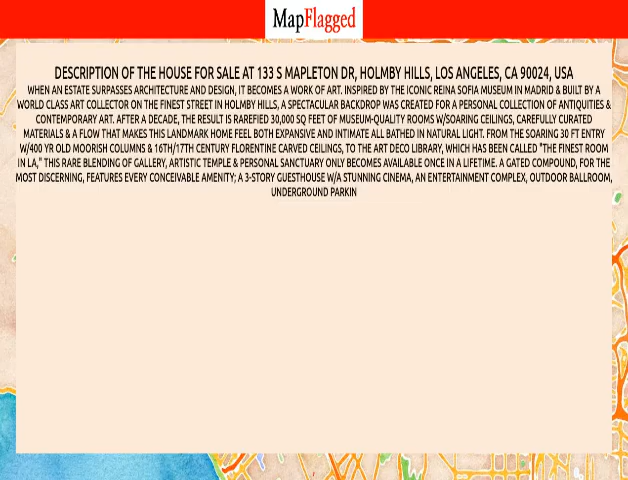 MapFlagged
DESCRIPTION OF THE HOUSE FOR SALE AT 133 S MAPLETON DR, HOLMBY HILLS, LOS ANGELES, CA 90024, USA
WHEN AN ESTATE SURPASSES ARCHITECTURE AND DESIGN, IT BECOMES A WORK OF ART. INSPIRED BY THE ICONIC REINA SOFIA MUSEUM IN MADRID & BUILT BY A
WORLD CLASS ART COLLECTOR ON THE FINEST STREET IN HOLMBY HILLS, A SPECTACULAR BACKDROP WAS CREATED FOR A PERSONAL COLLECTION OF ANTIQUITIES &
CONTEMPORARY ART. AFTER A DECADE, THE RESULT IS RAREFIED 30,000 SQ FEET OF MUSEUM-QUALITY ROOMS W/SOARING CEILINGS, CAREFULLY CURATED
MATERIALS & A FLOW THAT MAKES THIS LANDMARK HOME FEEL BOTH EXPANSIVE AND INTIMATE ALL BATHED IN NATURAL LIGHT. FROM THE SOARING 30 FT ENTRY
W/400 YR OLD MOORISH COLUMNS & 16TH/17TH CENTURY FLORENTINE CARVED CEILINGS, TO THE ART DECO LIBRARY, WHICH HAS BEEN CALLED "THE FINEST ROOM
IN LA," THIS RARE BLENDING OF GALLERY, ARTISTIC TEMPLE & PERSONAL SANCTUARY ONLY BECOMES AVAILABLE ONCE IN A LIFETIME. A GATED COMPOUND, FOR THE
MOST DISCERNING, FEATURES EVERY CONCEIVABLE AMENITY; A 3-STORY GUESTHOUSE W/A STUNNING CINEMA, AN ENTERTAINMENT COMPLEX, OUTDOOR BALLROOM,
UNDERGROUND PARKIN